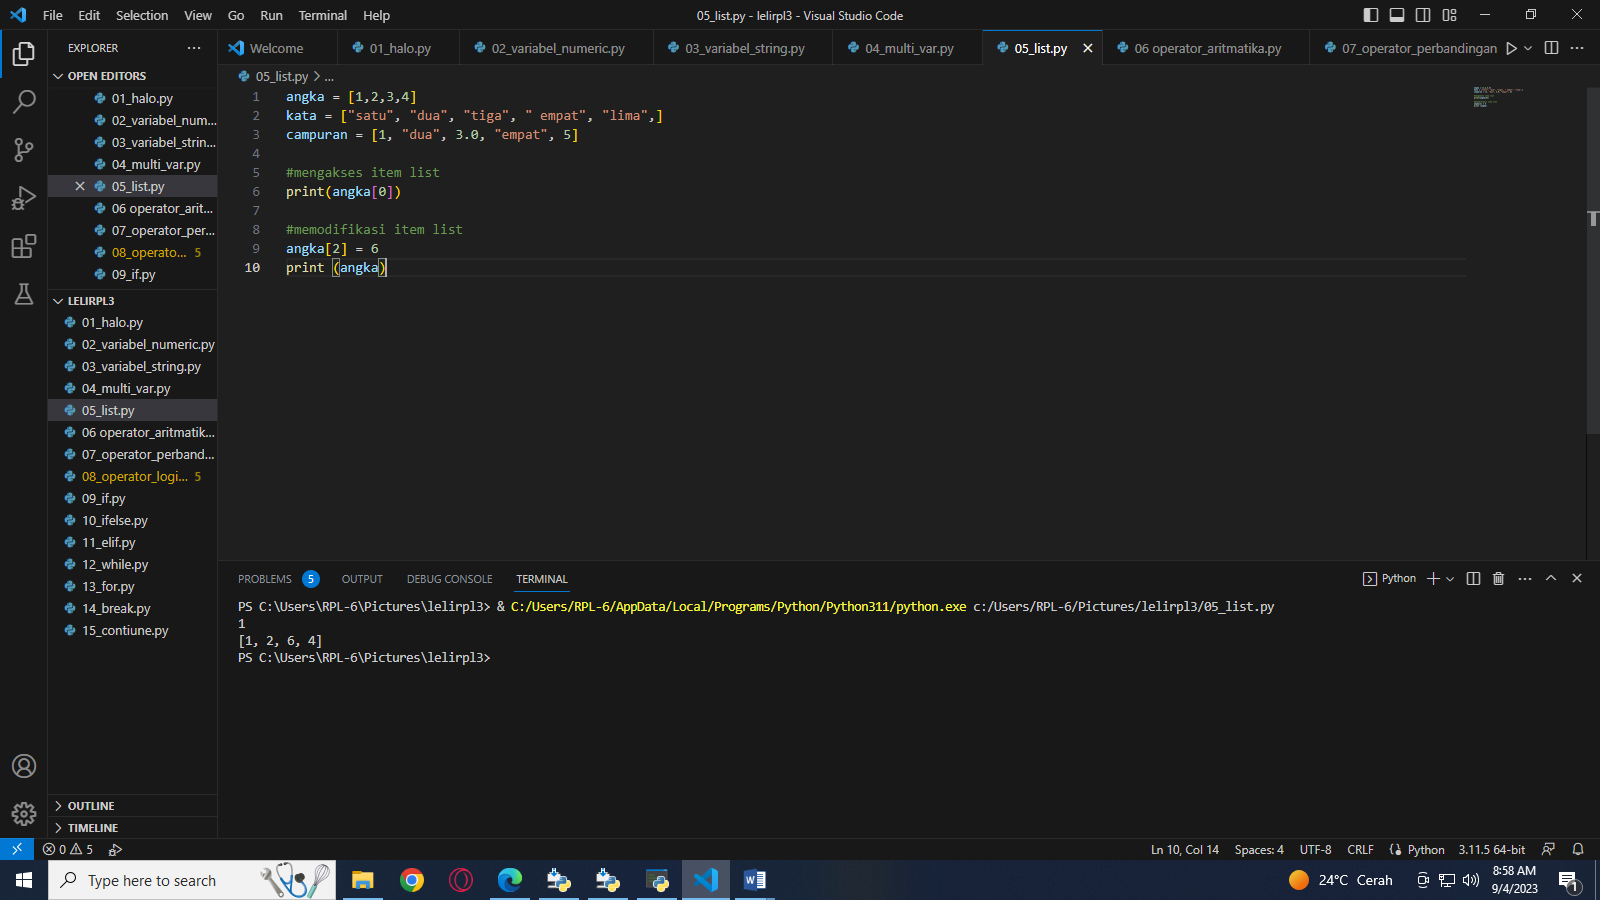 File Edit Selection View Go Run Terminal Help
05_list.py - lelirpl3 - Visual Studio Code
EXPLORER
OPEN EDITORS
01_halo.py
02_variabel_num...
03_variabel_strin...
04_multi_var.py
05_list.py
06 operator_arit...
07_operator_per...
08_operato... 5
09_if.py
LELIRPL3
01_halo.py
02_variabel_numeric.py
03_variabel_string.py
04_multi_var.py
05_list.py
06 operator_aritmatik...
07_operator_perband...
08_operator_logi... 5
09_if.py
10_ifelse.py
11_elif.py
12_while.py
13_for.py
14_break.py
15_contiune.py
OUTLINE
TIMELINE
Welcome 01_halo.py 02_variabel_numeric.py 03_variabel_string.py 04_multi_var.py 05_list.py 06 operator_aritmatika.py 07_operator_perbandingan
05_list.py > ...
1 angka = [1,2,3,4]
2 kata = ["satu", "dua", "tiga", " empat", "lima",]
3 campuran = [1, "dua", 3.0, "empat", 5]
4
5 #mengakses item list
6 print(angka[0])
7
8 #memodifikasi item list
9 angka[2] = 6
10 print (angka)
PROBLEMS 5 OUTPUT DEBUG CONSOLE TERMINAL
Python
PS C:\Users\RPL-6\Pictures\lelirpl3> & C:/Users/RPL-6/AppData/Local/Programs/Python/Python311/python.exe c:/Users/RPL-6/Pictures/lelirpl3/05_list.py
1
[1, 2, 6, 4]
PS C:\Users\RPL-6\Pictures\lelirpl3>
0 5
Ln 10, Col 14 Spaces: 4 UTF-8 CRLF Python 3.11.5 64-bit
Type here to search
24°C Cerah
8:58 AM
9/4/2023
1